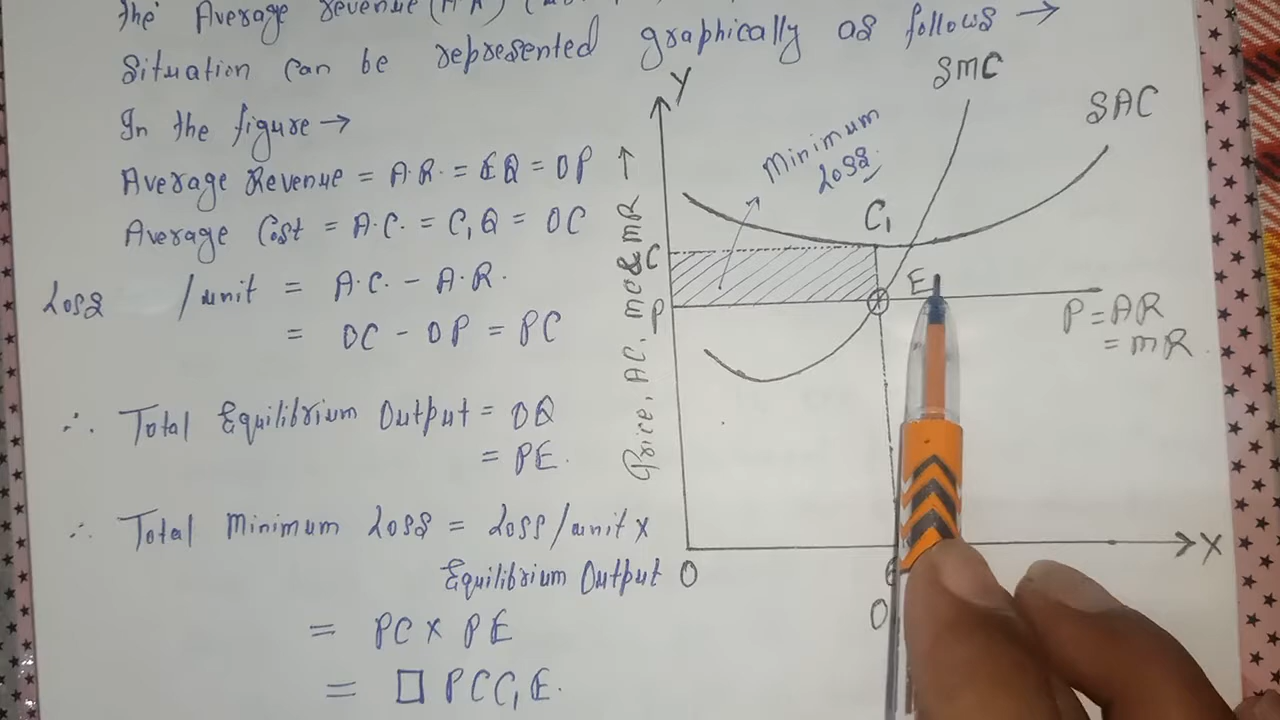 the Average revenue (A.R)
Situation can be represented graphically as follows →
In the figure →
Average Revenue = A.R. = EQ = OP
Average Cost = A.C. = C1Q = OC
Loss /unit = A.C. - A.R.
= OC - OP = PC
∴ Total Equilibrium Output = OQ
= PE.
∴ Total Minimum Loss = Loss/unit x
Equilibrium Output
= PC x PE
= □ PCC1E.
Y
SMC
SAC
Minimum
Loss
Price, AC, MC & MR →
C1
C
E
P
P = AR
= MR
O
X